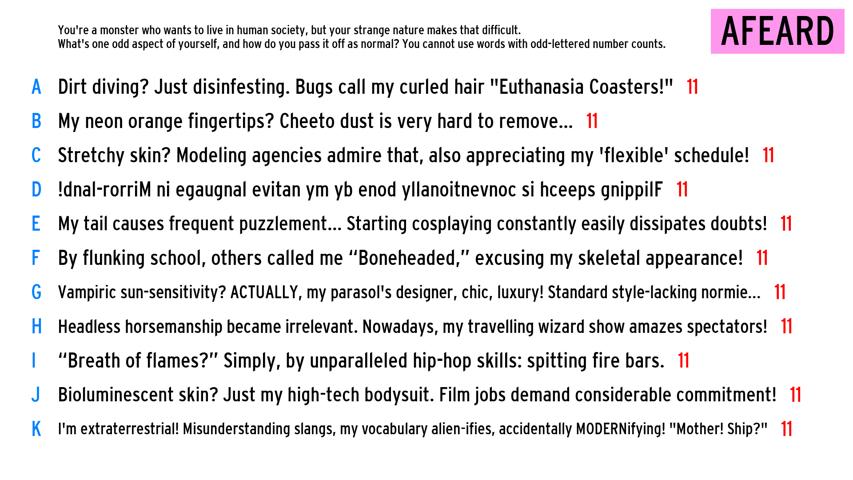 You're a monster who wants to live in human society, but your strange nature makes that difficult.
What's one odd aspect of yourself, and how do you pass it off as normal? You cannot use words with odd-lettered number counts.
AFEARD
A Dirt diving? Just disinfesting. Bugs call my curled hair "Euthanasia Coasters!" 11
B My neon orange fingertips? Cheeto dust is very hard to remove... 11
C Stretchy skin? Modeling agencies admire that, also appreciating my 'flexible' schedule! 11
D !dnal-rorriM ni egaugnal evitan ym yb enod yllanoitnevnoc si hceeps gnippilF 11
E My tail causes frequent puzzlement... Starting cosplaying constantly easily dissipates doubts! 11
F By flunking school, others called me “Boneheaded,” excusing my skeletal appearance! 11
G Vampiric sun-sensitivity? ACTUALLY, my parasol's designer, chic, luxury! Standard style-lacking normie... 11
H Headless horsemanship became irrelevant. Nowadays, my travelling wizard show amazes spectators! 11
I “Breath of flames?” Simply, by unparalleled hip-hop skills: spitting fire bars. 11
J Bioluminescent skin? Just my high-tech bodysuit. Film jobs demand considerable commitment! 11
K I'm extraterrestrial! Misunderstanding slangs, my vocabulary alien-ifies, accidentally MODERNifying! "Mother! Ship?" 11